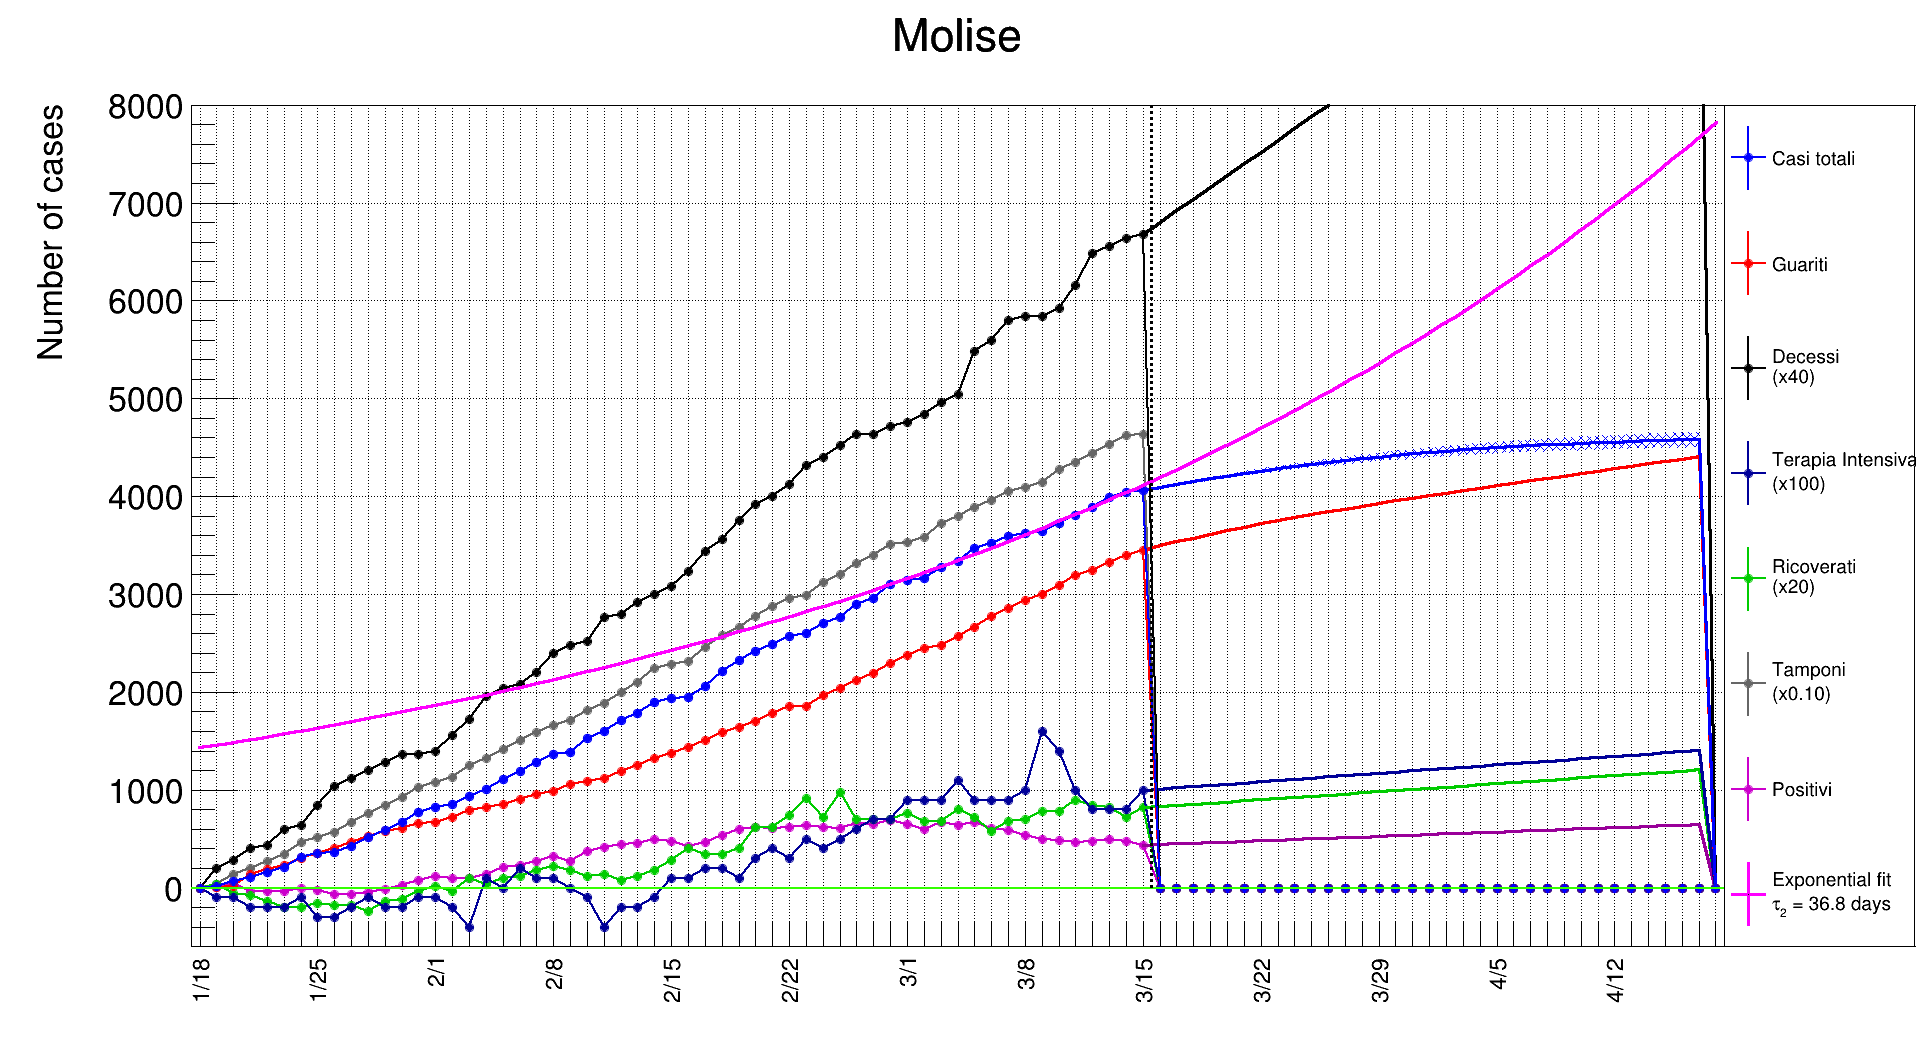 Molise
Number of cases
8000
7000
6000
5000
4000
3000
2000
1000
0
1/18
1/25
2/1
2/8
2/15
2/22
3/1
3/8
3/15
3/22
3/29
4/5
4/12
Casi totali
Guariti
Decessi
(x40)
Terapia Intensiva
(x100)
Ricoverati
(x20)
Tamponi
(x0.10)
Positivi
Exponential fit
τ2 = 36.8 days